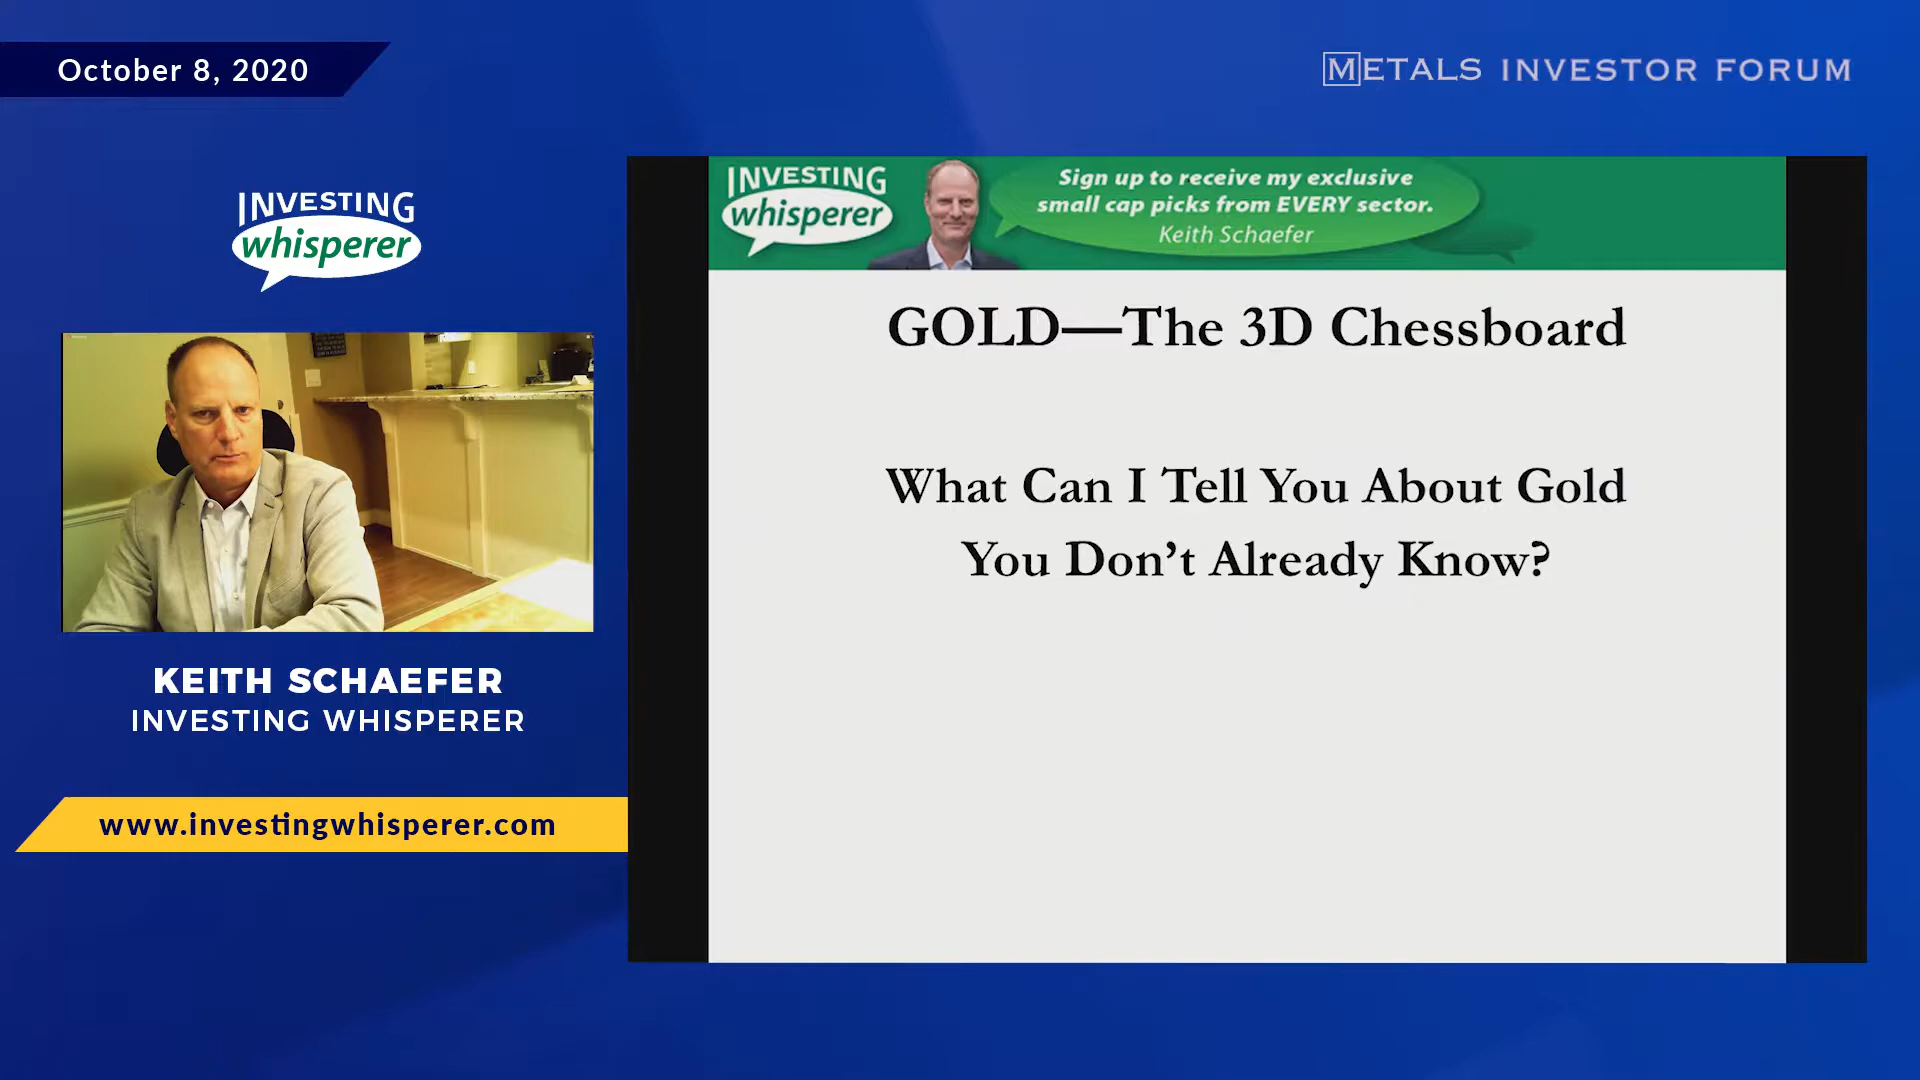 October 8, 2020
METALS INVESTOR FORUM
INVESTING
whisperer
KEITH SCHAEFER
INVESTING WHISPERER
www.investingwhisperer.com
INVESTING
whisperer
Sign up to receive my exclusive
small cap picks from EVERY sector.
Keith Schaefer
GOLD—The 3D Chessboard
What Can I Tell You About Gold
You Don’t Already Know?